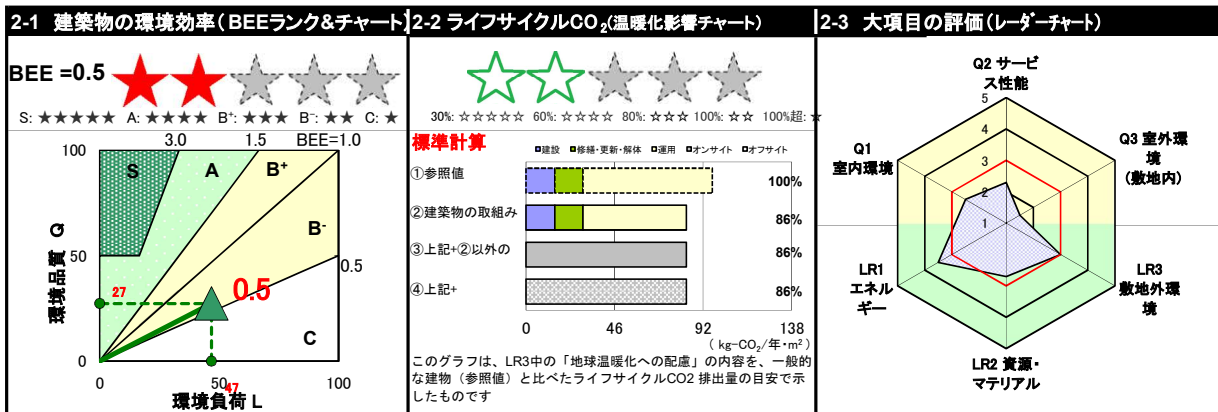 2-1 建築物の環境効率(BEEランク&チャート)
BEE =0.5
S: ★★★★★ A: ★★★★ B⁺: ★★★ B⁻: ★★ C: ★
3.0 1.5 BEE=1.0
100
S
A
B⁺
B⁻
50
0.5
0.5
27
C
環境品質 Q
0
0
50
47
100
環境負荷 L
2-2 ライフサイクルCO₂(温暖化影響チャート)
30%: ☆☆☆☆☆ 60%: ☆☆☆☆ 80%: ☆☆☆ 100%: ☆☆ 100%超: ☆
標準計算
■建設 ■修繕・更新・解体 □運用 ■オンサイト □オフサイト
①参照値
100%
②建築物の取組み
86%
③上記+②以外の
86%
④上記+
86%
0 46 92 138
( kg-CO₂/年・m² )
このグラフは、LR3中の「地球温暖化への配慮」の内容を、一般的
な建物(参照値)と比べたライフサイクルCO2 排出量の目安で示
したものです
2-3 大項目の評価(レーダーチャート)
Q2 サービ
ス性能
5
4
3
2
1
Q1
室内環境
Q3 室外環
境
(敷地内)
LR1
エネル
ギー
LR3
敷地外環
境
LR2 資源・
マテリアル